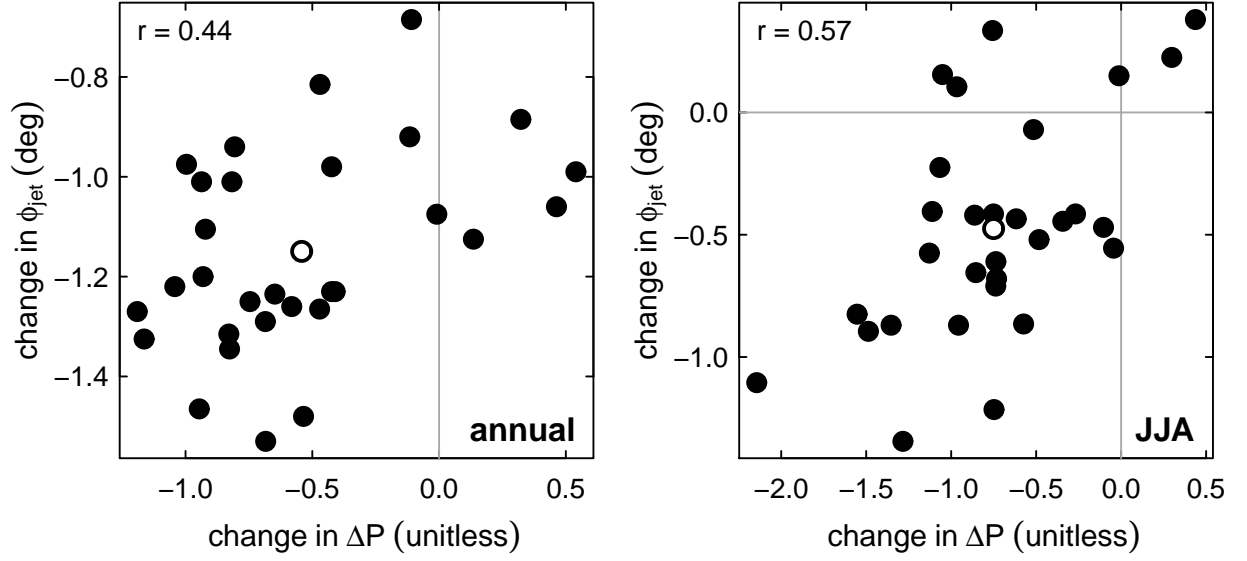 r = 0.44
−0.8
−1.0
−1.2
−1.4
change in ϕjet (deg)
annual
−1.0 −0.5 0.0 0.5
change in ΔP (unitless)
r = 0.57
0.0
−0.5
−1.0
change in ϕjet (deg)
JJA
−2.0 −1.5 −1.0 −0.5 0.0 0.5
change in ΔP (unitless)